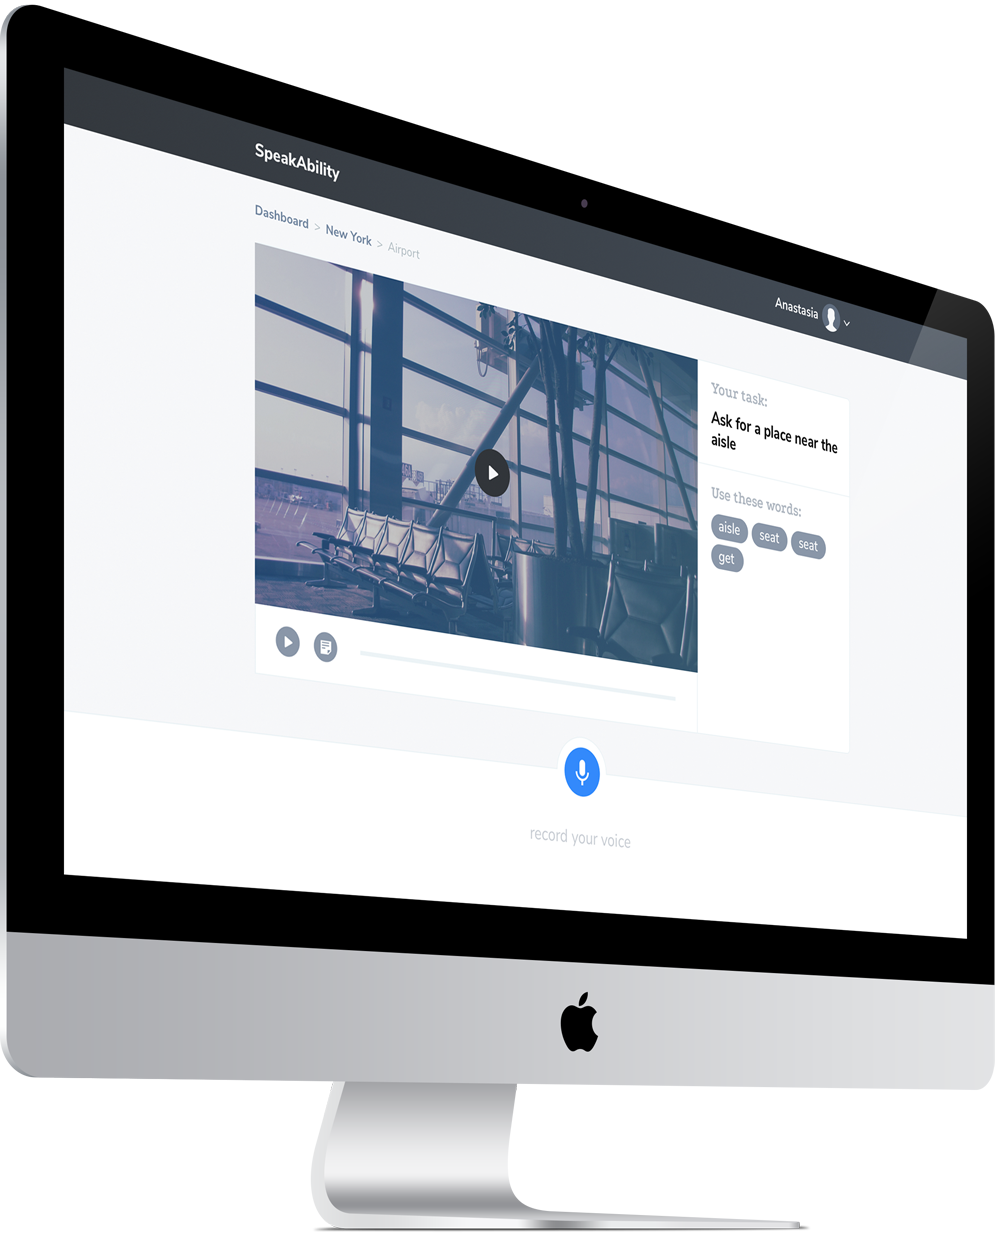 SpeakAbility
Anastasia
Dashboard > New York > Airport
Your task:
Ask for a place near the
aisle
Use these words:
aisle seat seat
get
record your voice